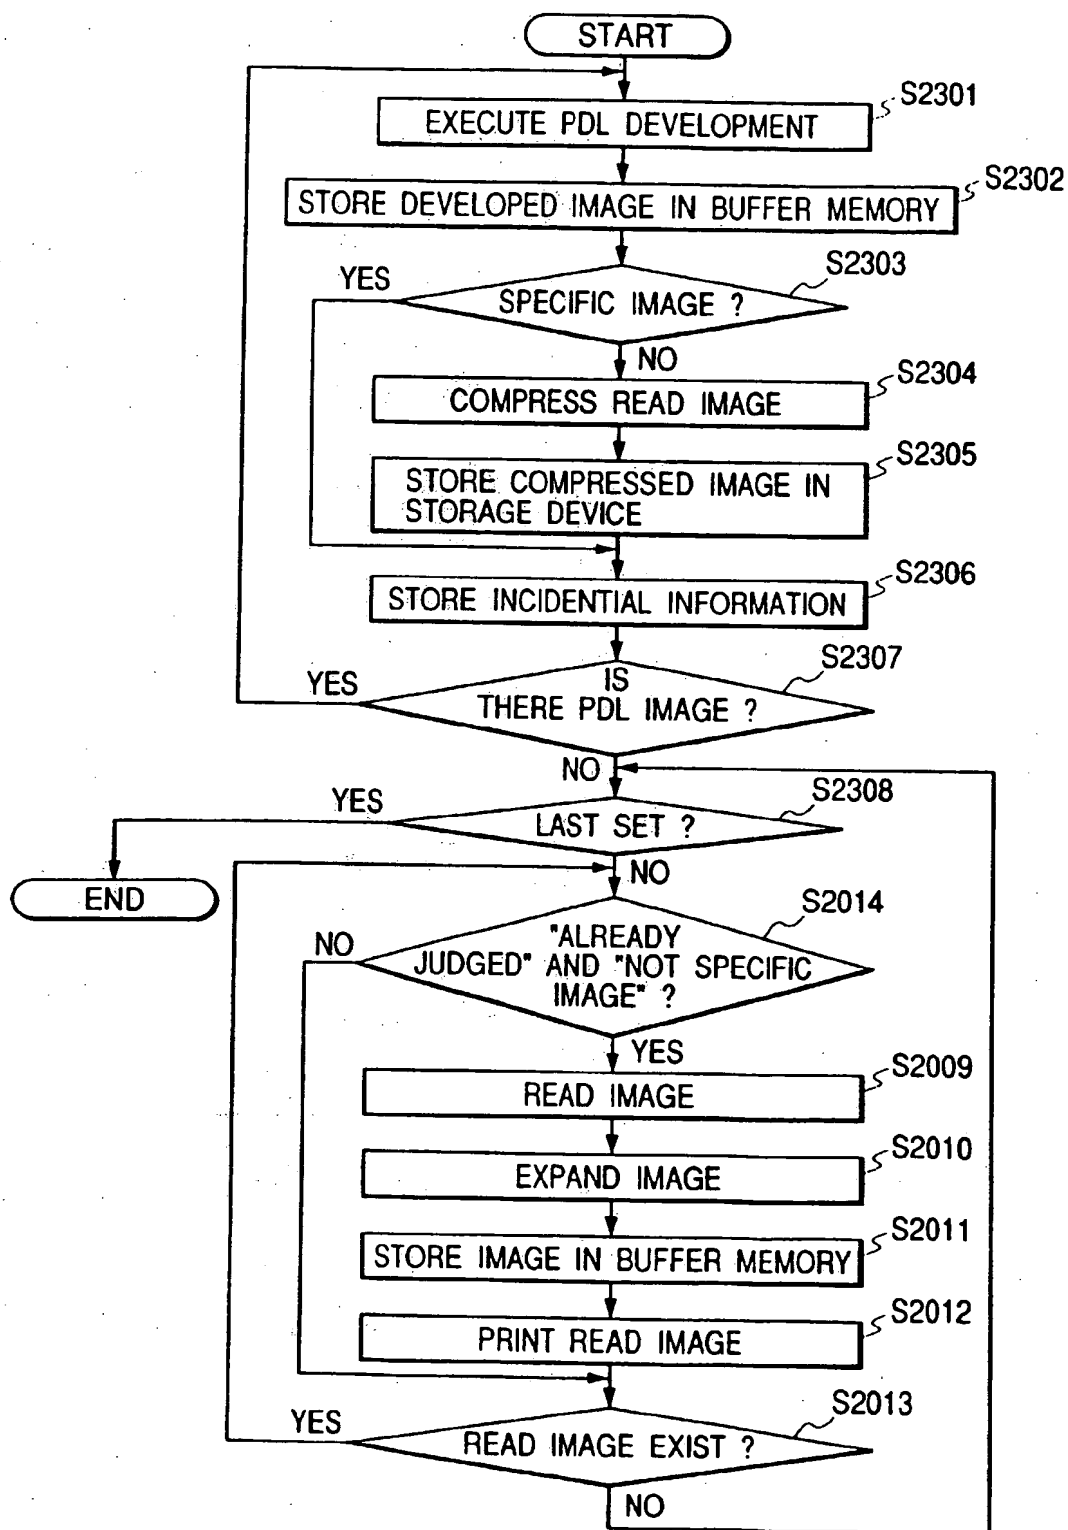 START
S2301
EXECUTE PDL DEVELOPMENT
S2302
STORE DEVELOPED IMAGE IN BUFFER MEMORY
S2303
YES
SPECIFIC IMAGE ?
NO
S2304
COMPRESS READ IMAGE
S2305
STORE COMPRESSED IMAGE IN
STORAGE DEVICE
S2306
STORE INCIDENTIAL INFORMATION
S2307
YES
IS
THERE PDL IMAGE ?
NO
S2308
YES
LAST SET ?
NO
END
S2014
NO
"ALREADY
JUDGED" AND "NOT SPECIFIC
IMAGE" ?
YES
S2009
READ IMAGE
S2010
EXPAND IMAGE
S2011
STORE IMAGE IN BUFFER MEMORY
S2012
PRINT READ IMAGE
S2013
YES
READ IMAGE EXIST ?
NO